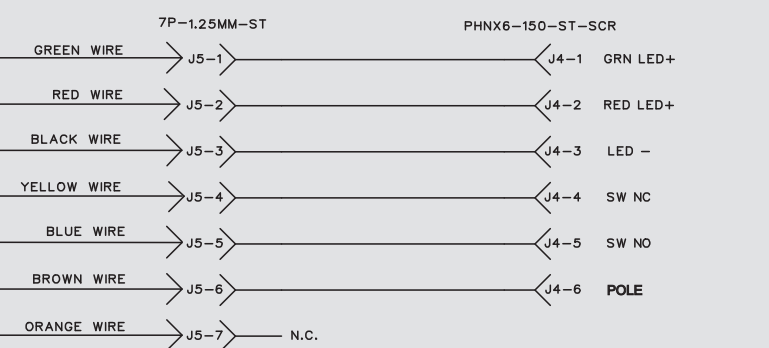 7P-1.25MM-ST PHNX6-150-ST-SCR
GREEN WIRE J5-1 J4-1 GRN LED+
RED WIRE J5-2 J4-2 RED LED+
BLACK WIRE J5-3 J4-3 LED -
YELLOW WIRE J5-4 J4-4 SW NC
BLUE WIRE J5-5 J4-5 SW NO
BROWN WIRE J5-6 J4-6 POLE
ORANGE WIRE J5-7 N.C.